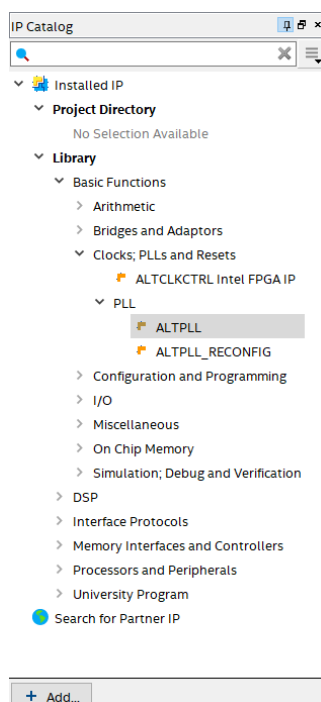 IP Catalog
Installed IP
Project Directory
No Selection Available
Library
Basic Functions
Arithmetic
Bridges and Adaptors
Clocks; PLLs and Resets
ALTCLKCTRL Intel FPGA IP
PLL
ALTPLL
ALTPLL_RECONFIG
Configuration and Programming
I/O
Miscellaneous
On Chip Memory
Simulation; Debug and Verification
DSP
Interface Protocols
Memory Interfaces and Controllers
Processors and Peripherals
University Program
Search for Partner IP
+ Add...